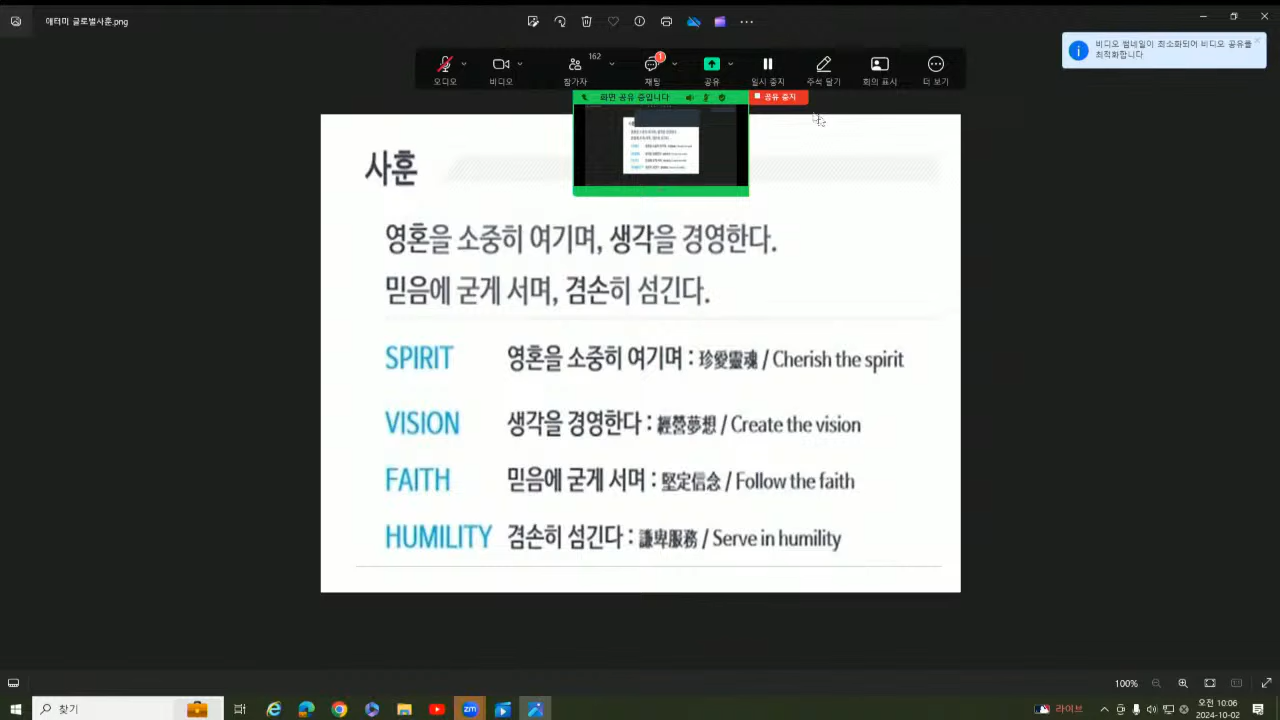 애터미 글로벌사훈.png
비디오 썸네일이 최소화되어 비디오 공유를
최적화합니다
162
1
오디오
비디오
참가자
채팅
공유
일시 중지
주석 달기
회의 표시
더 보기
화면 공유 중입니다
공유 중지
사훈
영혼을 소중히 여기며, 생각을 경영한다.
믿음에 굳게 서며, 겸손히 섬긴다.
SPIRIT 영혼을 소중히 여기며 : 珍愛靈魂 / Cherish the spirit
VISION 생각을 경영한다 : 經營夢想 / Create the vision
FAITH 믿음에 굳게 서며 : 堅定信念 / Follow the faith
HUMILITY 겸손히 섬긴다 : 謙卑服務 / Serve in humility
100%
찾기
zm
라이브
오전 10:06
2024-10-02